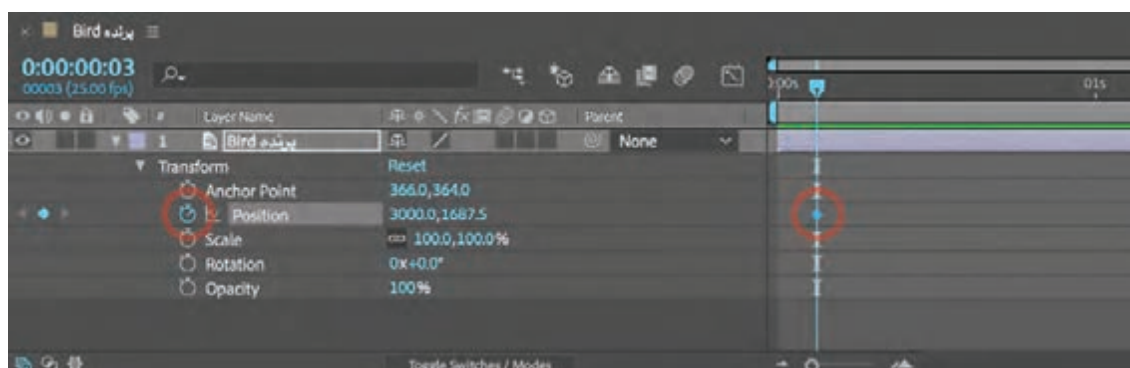 × Bird پرنده ≡
0:00:00:03
00003 (25.00 fps)
:00s 01s
# Layer Name fx Parent
1 Bird پرنده None
Transform Reset
Anchor Point 366.0,364.0
Position 3000.0,1687.5
Scale 100.0,100.0%
Rotation 0x+0.0°
Opacity 100%
Toggle Switches / Modes